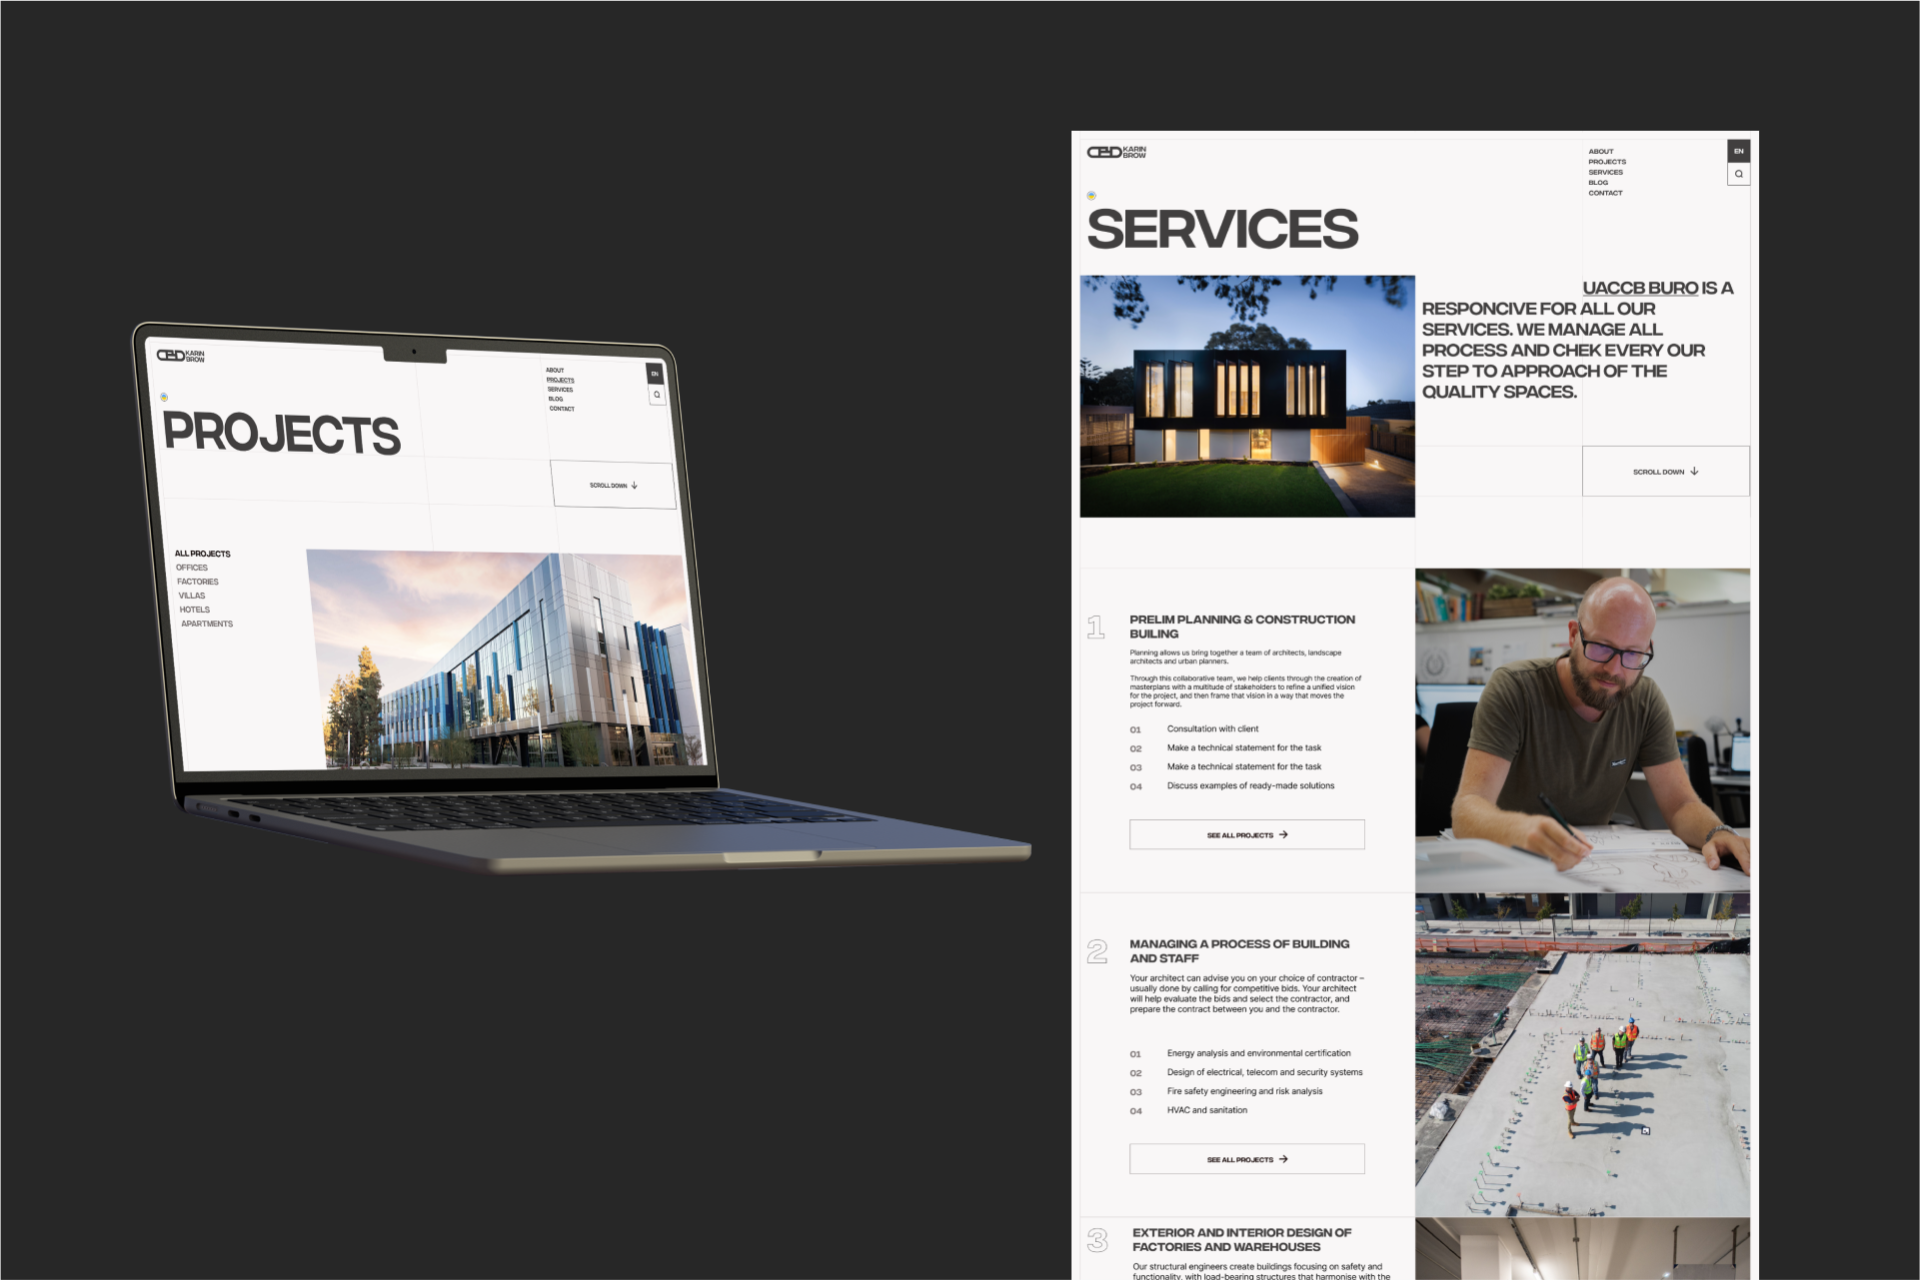 KARIN
BROW
ABOUT
PROJECTS
SERVICES
BLOG
CONTACT
EN
PROJECTS
SCROLL DOWN
ALL PROJECTS
OFFICES
FACTORIES
VILLAS
HOTELS
APARTMENTS
KARIN
BROW
ABOUT
PROJECTS
SERVICES
BLOG
CONTACT
EN
SERVICES
UACCB BURO IS A
RESPONCIVE FOR ALL OUR
SERVICES. WE MANAGE ALL
PROCESS AND CHEK EVERY OUR
STEP TO APPROACH OF THE
QUALITY SPACES.
SCROLL DOWN
1
PRELIM PLANNING & CONSTRUCTION
BUILING
Planning allows us bring together a team of architects, landscape
architects and urban planners.
Through this collaborative team, we help clients through the creation of
masterplans with a multitude of stakeholders to refine a unified vision
for the project, and then frame that vision in a way that moves the
project forward.
01 Consultation with client
02 Make a technical statement for the task
03 Make a technical statement for the task
04 Discuss examples of ready-made solutions
SEE ALL PROJECTS
2
MANAGING A PROCESS OF BUILDING
AND STAFF
Your architect can advise you on your choice of contractor –
usually done by calling for competitive bids. Your architect
will help evaluate the bids and select the contractor, and
prepare the contract between you and the contractor.
01 Energy analysis and environmental certification
02 Design of electrical, telecom and security systems
03 Fire safety engineering and risk analysis
04 HVAC and sanitation
SEE ALL PROJECTS
3
EXTERIOR AND INTERIOR DESIGN OF
FACTORIES AND WAREHOUSES
Our structural engineers create buildings focusing on safety and
functionality, with load-bearing structures that harmonise with the